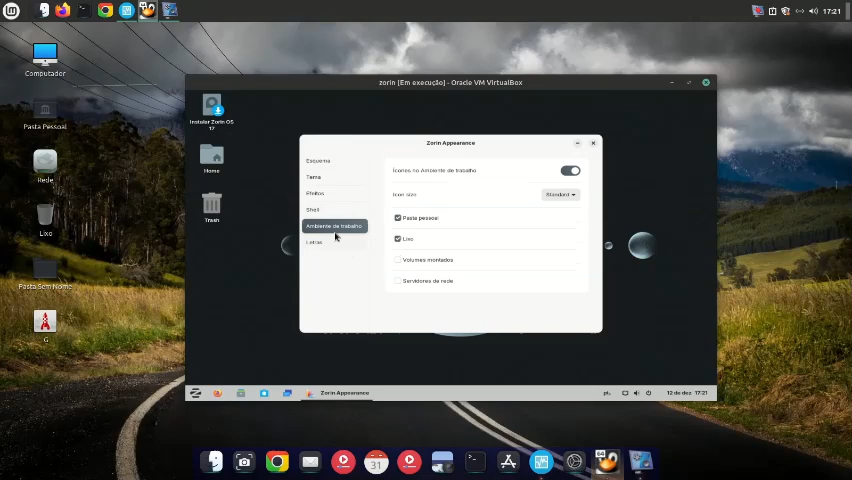 17:21
Computador
Pasta Pessoal
Rede
Lixo
Pasta Sem Nome
G
zorin [Em execução] - Oracle VM VirtualBox
Instalar Zorin OS
17
Home
Trash
Zorin Appearance
Esquema
Tema
Efeitos
Shell
Ambiente de trabalho
Letras
Ícones no Ambiente de trabalho
Icon size
Standard
Pasta pessoal
Lixo
Volumes montados
Servidores de rede
Zorin Appearance
12 de dez 17:21
31
64